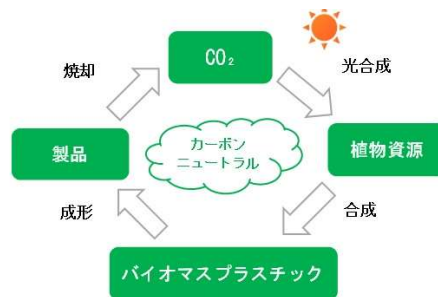 CO₂
焼却
光合成
製品
カーボン
ニュートラル
植物資源
成形
合成
バイオマスプラスチック